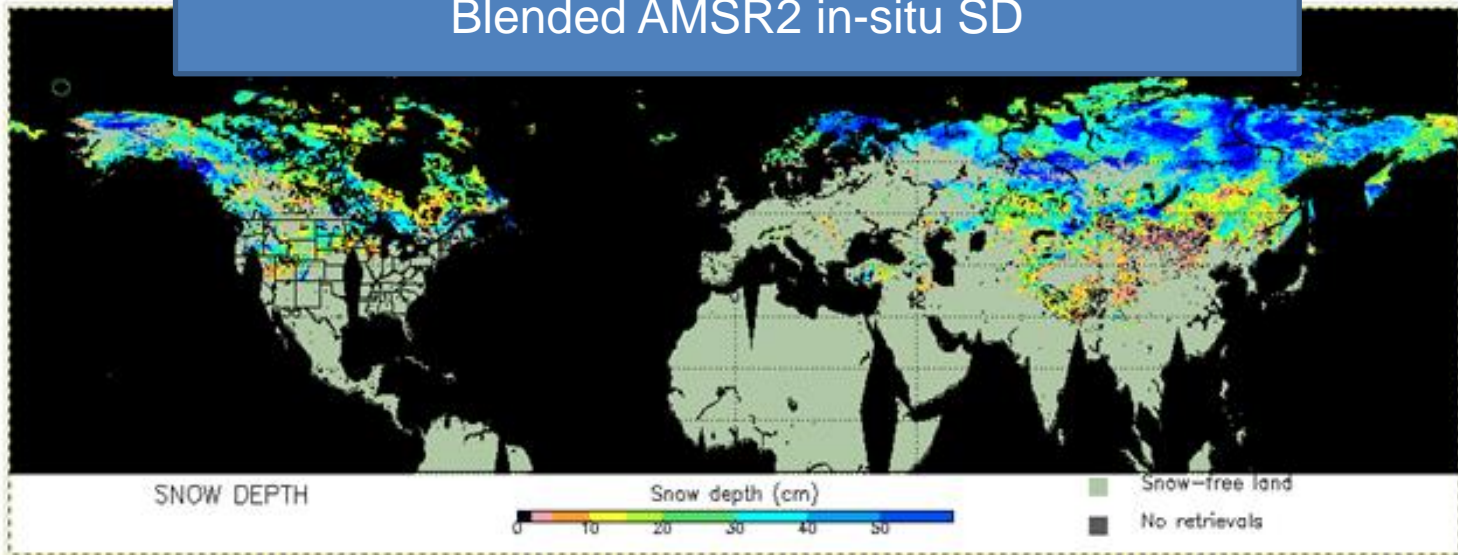 Blended AMSR2 in-situ SD
SNOW DEPTH
Snow depth (cm)
0 10 20 30 40 50
Snow-free land
No retrievals